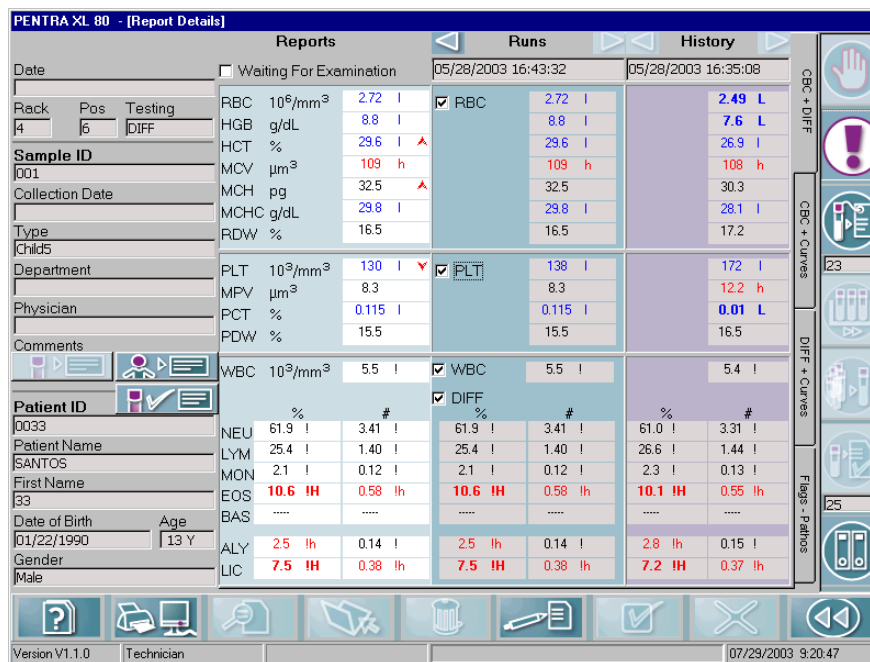 PENTRA XL 80 - [Report Details]
Reports Runs History
Date
Waiting For Examination 05/28/2003 16:43:32 05/28/2003 16:35:08
Rack Pos Testing
4 6 DIFF
Sample ID
001
Collection Date
Type
Child5
Department
Physician
Comments
Patient ID
0033
Patient Name
SANTOS
First Name
33
Date of Birth Age
01/22/1990 13 Y
Gender
Male
RBC 10³/mm³ 2.72 l RBC 2.72 l 2.49 L
HGB g/dL 8.8 l 8.8 l 7.6 L
HCT % 29.6 l 29.6 l 26.9 l
MCV µm³ 109 h 109 h 108 h
MCH pg 32.5 32.5 30.3
MCHC g/dL 29.8 l 29.8 l 28.1 l
RDW % 16.5 16.5 17.2
PLT 10³/mm³ 130 l PLT 138 l 172 l
MPV µm³ 8.3 8.3 12.2 h
PCT % 0.115 l 0.115 l 0.01 L
PDW % 15.5 15.5 16.5
WBC 10³/mm³ 5.5 ! WBC 5.5 ! 5.4 !
DIFF
% # % # % #
NEU 61.9 ! 3.41 ! 61.9 ! 3.41 ! 61.0 ! 3.31 !
LYM 25.4 ! 1.40 ! 25.4 ! 1.40 ! 26.6 ! 1.44 !
MON 2.1 ! 0.12 ! 2.1 ! 0.12 ! 2.3 ! 0.13 !
EOS 10.6 !H 0.58 !h 10.6 !H 0.58 !h 10.1 !H 0.55 !h
BAS ----- ----- ----- ----- ----- -----
ALY 2.5 !h 0.14 ! 2.5 !h 0.14 ! 2.8 !h 0.15 !
LIC 7.5 !H 0.38 !h 7.5 !H 0.38 !h 7.2 !H 0.37 !h
CBC + DIFF
CBC + Curves
DIFF + Curves
Flags - Pathos
23
25
Version V1.1.0 Technician 07/29/2003 9:20:47